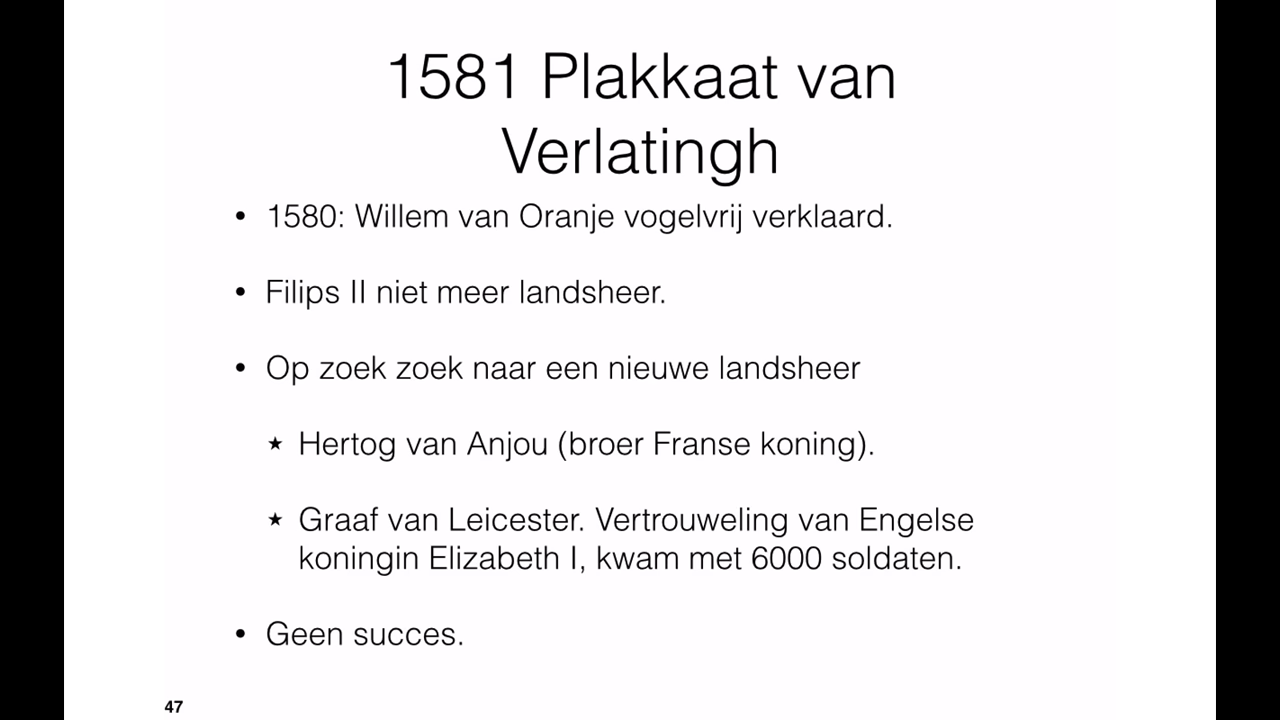 1581 Plakkaat van
Verlatingh
• 1580: Willem van Oranje vogelvrij verklaard.
• Filips II niet meer landsheer.
• Op zoek zoek naar een nieuwe landsheer
★ Hertog van Anjou (broer Franse koning).
★ Graaf van Leicester. Vertrouweling van Engelse
koningin Elizabeth I, kwam met 6000 soldaten.
• Geen succes.
47